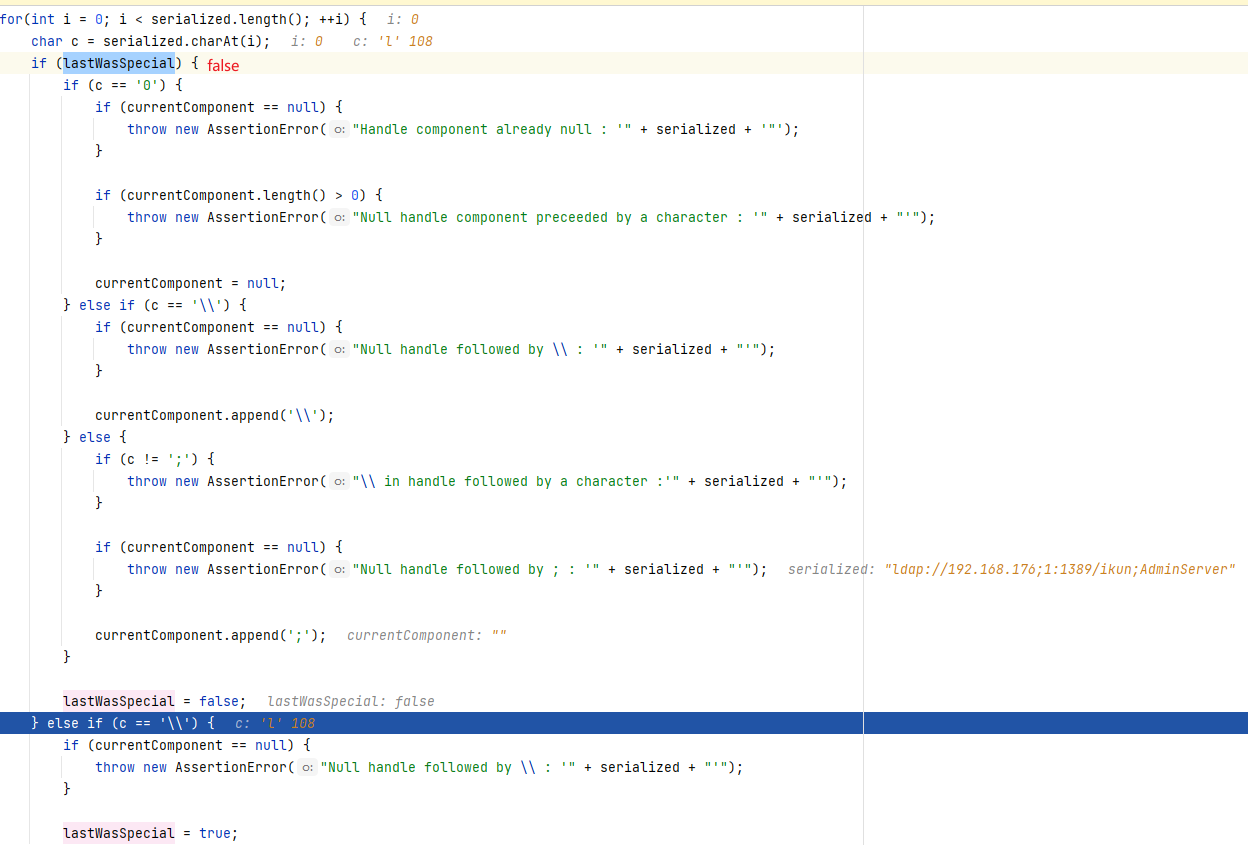 for(int i = 0; i < serialized.length(); ++i) {   i: 0
    char c = serialized.charAt(i);   i: 0    c: 'l' 108
    if (lastWasSpecial) {  false
        if (c == '0') {
            if (currentComponent == null) {
                throw new AssertionError( o: "Handle component already null : '" + serialized + '"');
            }
            if (currentComponent.length() > 0) {
                throw new AssertionError( o: "Null handle component preceeded by a character : '" + serialized + "'");
            }
            currentComponent = null;
        } else if (c == '\\') {
            if (currentComponent == null) {
                throw new AssertionError( o: "Null handle followed by \\ : '" + serialized + "'");
            }
            currentComponent.append('\\');
        } else {
            if (c != ';') {
                throw new AssertionError( o: "\\ in handle followed by a character :'" + serialized + "'");
            }
            if (currentComponent == null) {
                throw new AssertionError( o: "Null handle followed by ; : '" + serialized + "'");   serialized: "ldap://192.168.176;1:1389/ikun;AdminServer"
            }
            currentComponent.append(';');   currentComponent: ""
        }
        lastWasSpecial = false;   lastWasSpecial: false
    } else if (c == '\\') {   c: 'l' 108
        if (currentComponent == null) {
            throw new AssertionError( o: "Null handle followed by \\ : '" + serialized + "'");
        }
        lastWasSpecial = true;